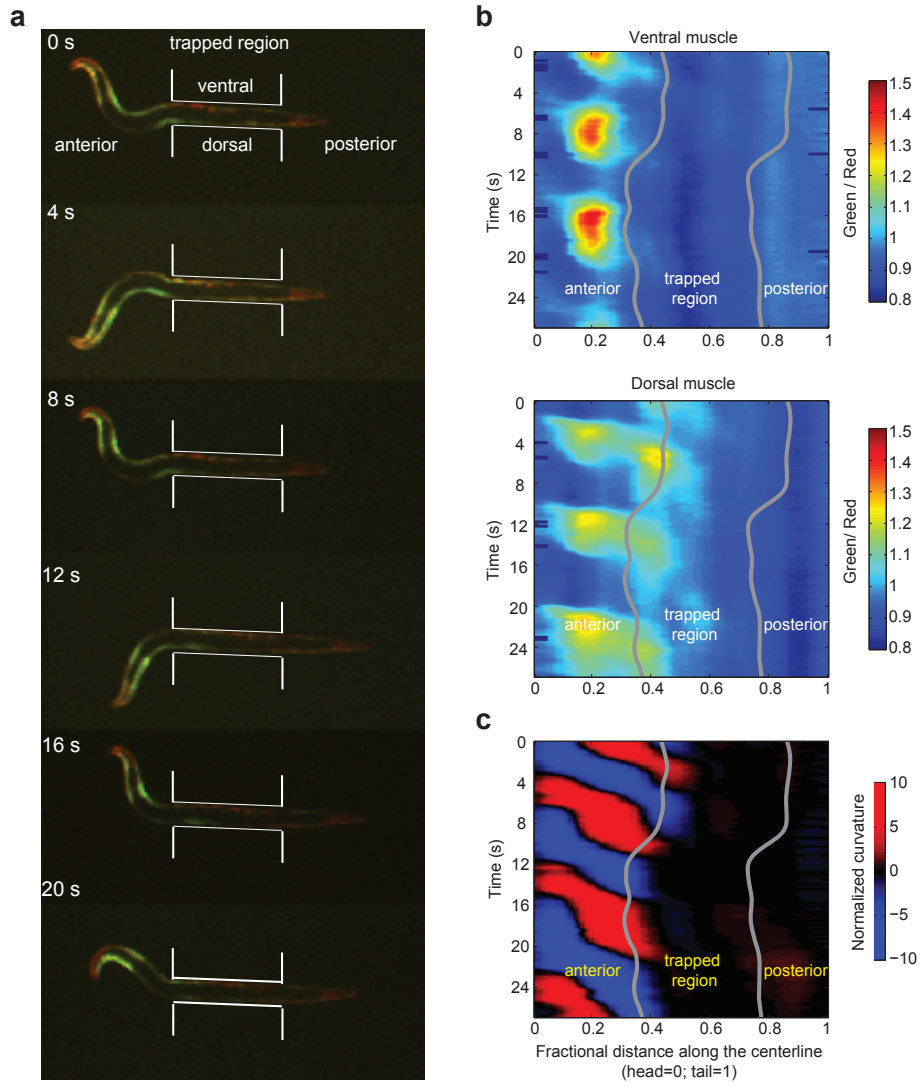 a
0 s
trapped region
ventral
anterior
dorsal
posterior
4 s
8 s
12 s
16 s
20 s
b
Ventral muscle
0
4
8
12
16
20
24
Time (s)
anterior
trapped
region
posterior
0
0.2
0.4
0.6
0.8
1
1.5
1.4
1.3
1.2
1.1
1
0.9
0.8
Green / Red
Dorsal muscle
0
4
8
12
16
20
24
Time (s)
anterior
trapped
region
posterior
0
0.2
0.4
0.6
0.8
1
1.5
1.4
1.3
1.2
1.1
1
0.9
0.8
Green/ Red
c
0
4
8
12
16
20
24
Time (s)
anterior
trapped
region
posterior
0
0.2
0.4
0.6
0.8
1
Fractional distance along the centerline
(head=0; tail=1)
10
5
0
−5
−10
Normalized curvature